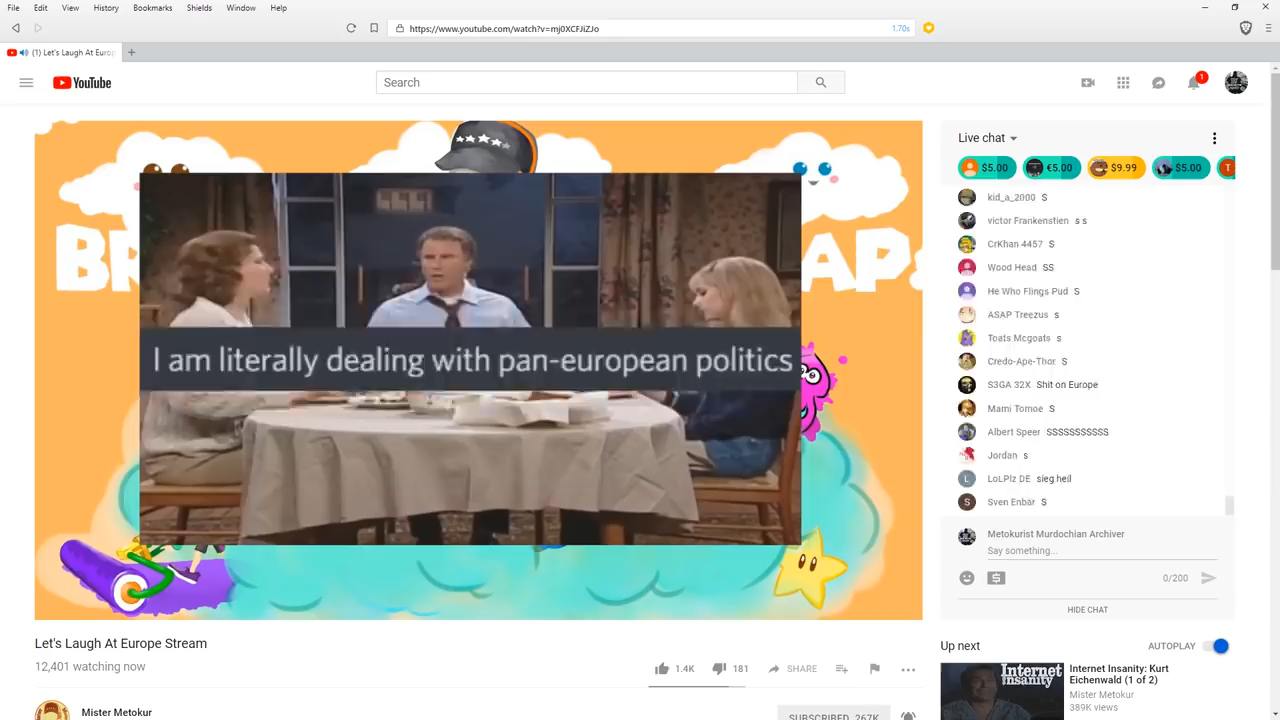 File Edit View History Bookmarks Shields Window Help
https://www.youtube.com/watch?v=mj0XCFJiZJo
1.70s
(1) Let's Laugh At Europ
YouTube
Search
1
BR
AP
I am literally dealing with pan-european politics
Let's Laugh At Europe Stream
12,401 watching now
1.4K
181
SHARE
Mister Metokur
SUBSCRIBED 267K
Live chat
$5.00 €5.00 $9.99 $5.00 T
kid_a_2000 S
victor Frankenstien s s
CrKhan 4457 S
Wood Head SS
He Who Flings Pud S
ASAP Treezus s
Toats Mcgoats s
Credo-Ape-Thor S
S3GA 32X Shit on Europe
Mami Tomoe S
Albert Speer SSSSSSSSSSS
Jordan s
L LoLPlz DE sieg heil
S Sven Enbär S
Metokurist Murdochian Archiver
Say something...
0/200
HIDE CHAT
Up next
AUTOPLAY
Internet
Insanity
Internet Insanity: Kurt
Eichenwald (1 of 2)
Mister Metokur
389K views